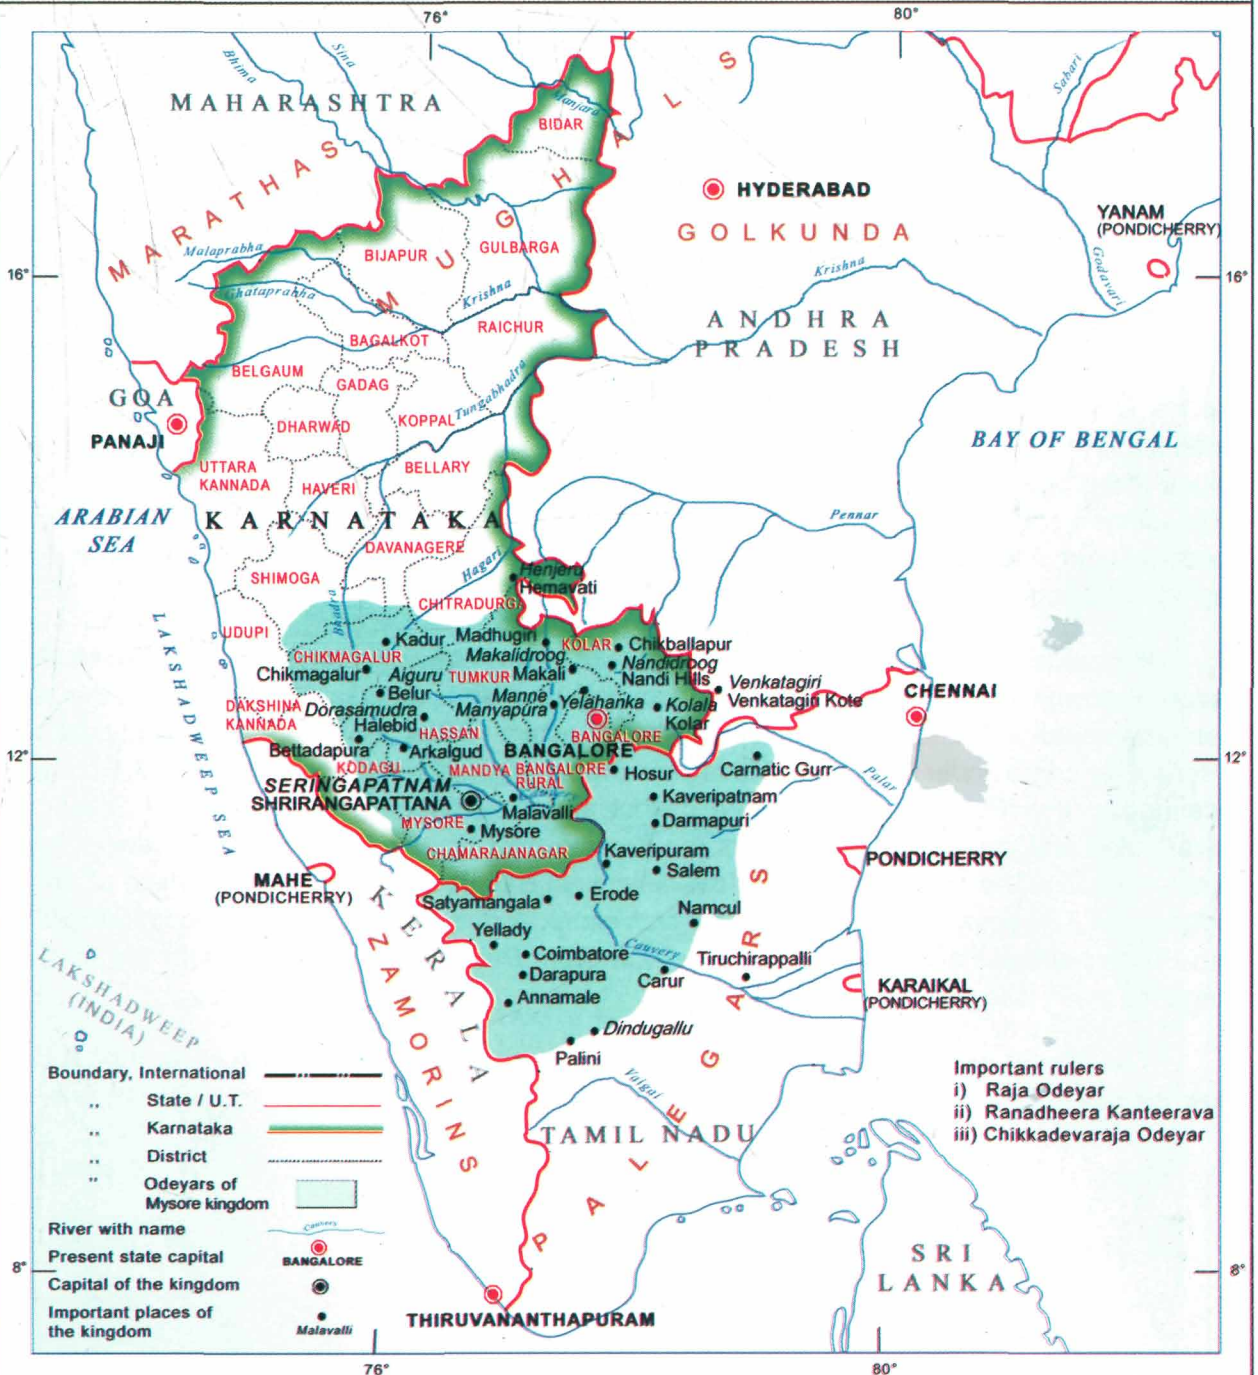 76°
80°
Bhima
Sina
MAHARASHTRA
Manjara
BIDAR
Sabari
MARATHAS
MUGHALS
HYDERABAD
GOLKUNDA
YANAM
(PONDICHERRY)
Godavari
Malaprabha
BIJAPUR
GULBARGA
Krishna
16°
16°
Ghataprabha
Krishna
ANDHRA
PRADESH
RAICHUR
BAGALKOT
BELGAUM
GADAG
Tungabhadra
GOA
PANAJI
DHARWAD
KOPPAL
BAY OF BENGAL
UTTARA
KANNADA
BELLARY
HAVERI
ARABIAN
SEA
KARNATAKA
Pennar
DAVANAGERE
Hagari
SHIMOGA
Henjeru
Hemavati
CHITRADURGA
Bhadra
UDUPI
LAKSHADWEEP SEA
Kadur
Madhugiri
KOLAR
Chikballapur
CHIKMAGALUR
Makalidroog
Nandidroog
Chikmagalur
Aiguru
TUMKUR
Makali
Nandi Hills
Venkatagiri
Belur
Manne
Yelahanka
Venkatagiri Kote
CHENNAI
DAKSHINA
KANNADA
Dorasamudra
Manyapura
Kolala
Halebid
HASSAN
Kolar
BANGALORE
Bettadapura
Arkalgud
BANGALORE
12°
12°
KODAGU
MANDYA
BANGALORE
RURAL
Hosur
Carnatic Gurr
Palar
SERINGAPATNAM
SHRIRANGAPATTANA
Cauvery
Kaveripatnam
Malavalli
MYSORE
Mysore
Darmapuri
CHAMARAJANAGAR
Kaveripuram
PONDICHERRY
Salem
MAHE
(PONDICHERRY)
KERALA
Satyamangala
Erode
Namcul
ZAMORINS
Yellady
Coimbatore
Cauvery
Tiruchirappalli
Darapura
Carur
KARAIKAL
(PONDICHERRY)
LAKSHADWEEP
(INDIA)
Annamale
Dindugallu
Palini
PALEGARS
Vaigai
TAMIL NADU
Important rulers
i) Raja Odeyar
ii) Ranadheera Kanteerava
iii) Chikkadevaraja Odeyar
Boundary, International
,, State / U.T.
,, Karnataka
,, District
,, Odeyars of
Mysore kingdom
River with name
Cauvery
Present state capital
BANGALORE
Capital of the kingdom
Important places of
the kingdom
Malavalli
SRI
LANKA
8°
8°
THIRUVANANTHAPURAM
76°
80°